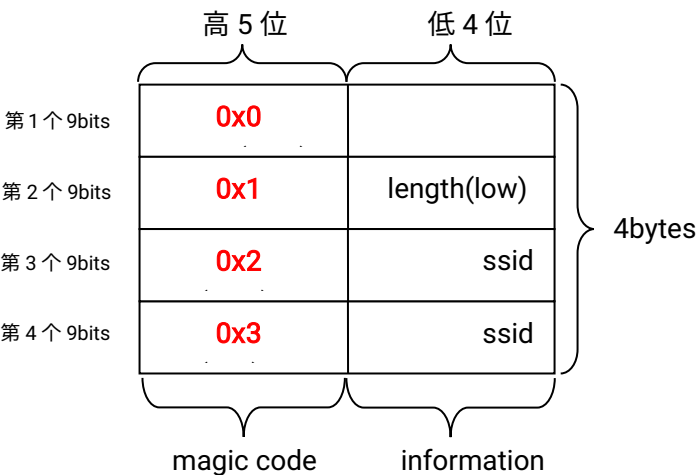 高 5 位 低 4 位
第 1 个 9bits 0x0
第 2 个 9bits 0x1 length(low)
第 3 个 9bits 0x2 ssid
第 4 个 9bits 0x3 ssid
4bytes
magic code information